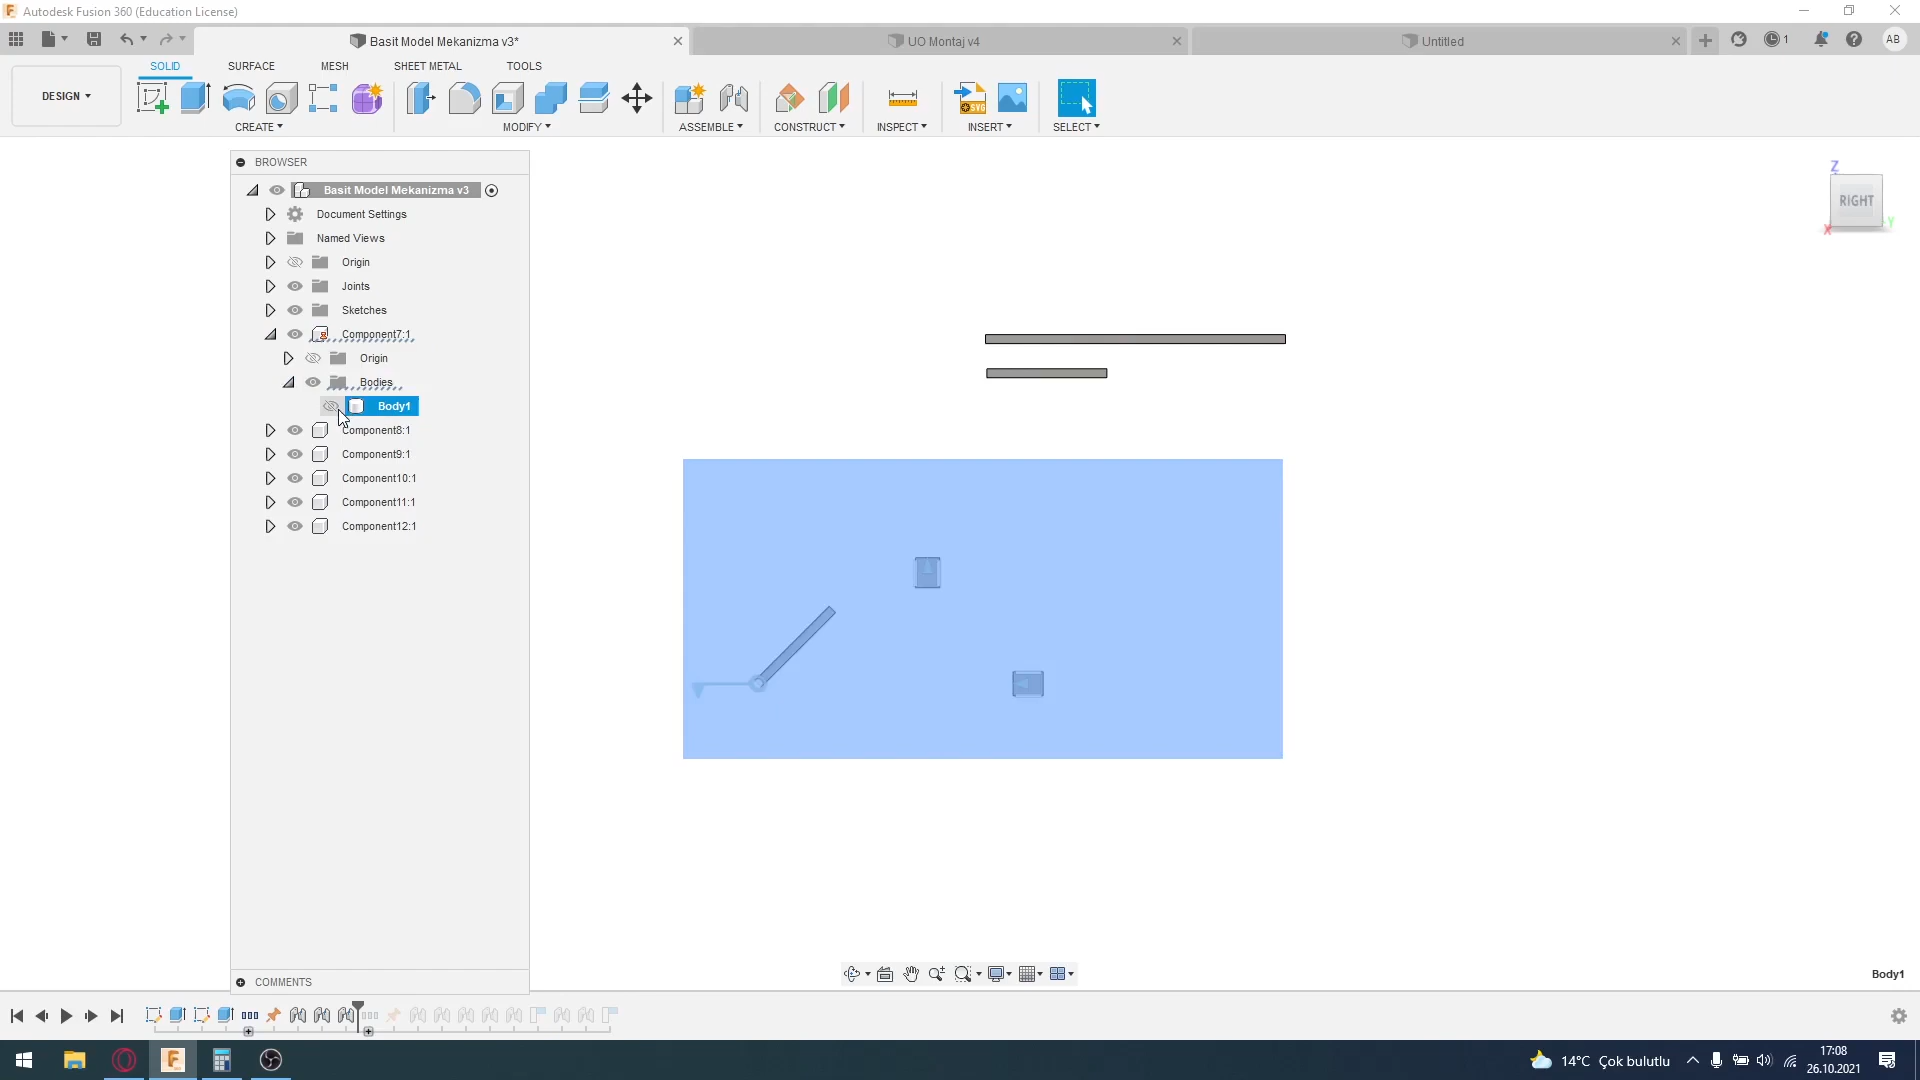 Autodesk Fusion 360 (Education License)
Basit Model Mekanizma v3*
UO Montaj v4
Untitled
1
AB
DESIGN
SOLID
SURFACE
MESH
SHEET METAL
TOOLS
CREATE
MODIFY
ASSEMBLE
CONSTRUCT
INSPECT
INSERT
SELECT
SVG
BROWSER
Basit Model Mekanizma v3
Document Settings
Named Views
Origin
Joints
Sketches
Component7:1
Origin
Bodies
Body1
Component8:1
Component9:1
Component10:1
Component11:1
Component12:1
Z
RIGHT
X
Y
COMMENTS
Body1
14°C Çok bulutlu
17:08
26.10.2021